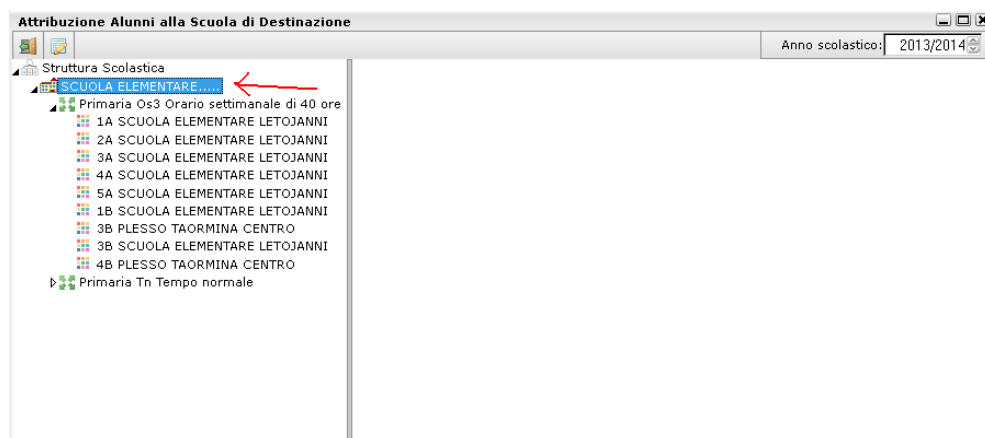 Attribuzione Alunni alla Scuola di Destinazione
Anno scolastico: 2013/2014
Struttura Scolastica
SCUOLA ELEMENTARE.....
Primaria Os3 Orario settimanale di 40 ore
1A SCUOLA ELEMENTARE LETOJANNI
2A SCUOLA ELEMENTARE LETOJANNI
3A SCUOLA ELEMENTARE LETOJANNI
4A SCUOLA ELEMENTARE LETOJANNI
5A SCUOLA ELEMENTARE LETOJANNI
1B SCUOLA ELEMENTARE LETOJANNI
3B PLESSO TAORMINA CENTRO
3B SCUOLA ELEMENTARE LETOJANNI
4B PLESSO TAORMINA CENTRO
Primaria Tn Tempo normale